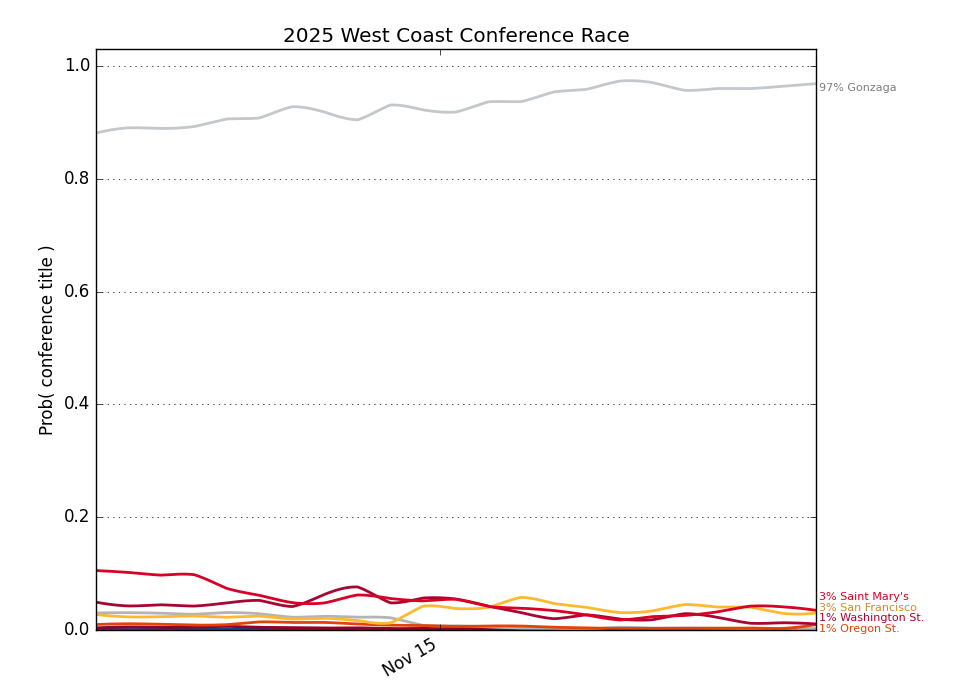 2025 West Coast Conference Race
1.0
97% Gonzaga
0.8
0.6
Prob( conference title )
0.4
0.2
3% Saint Mary's
3% San Francisco
1% Washington St.
0.0
1% Oregon St.
Nov 15